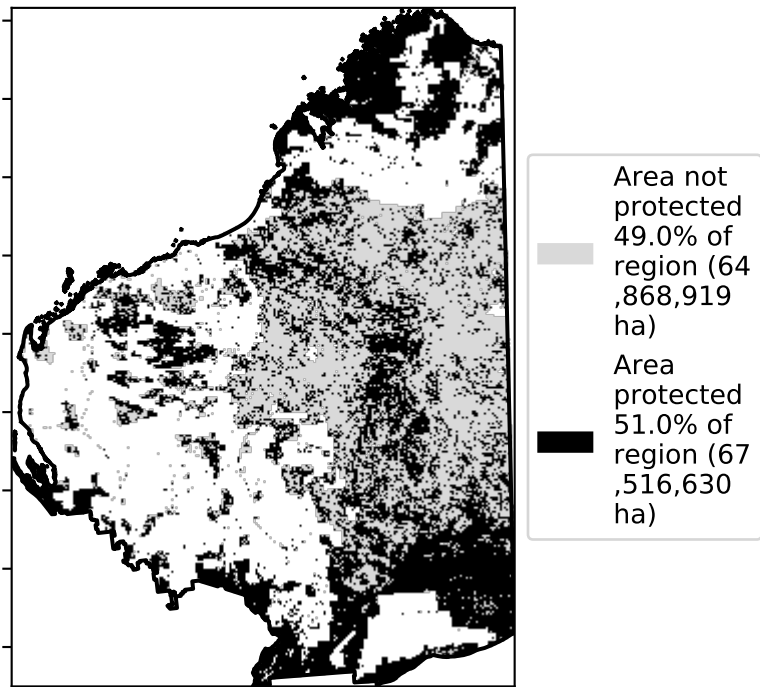 Area not
protected
49.0% of
region (64
,868,919
ha)
Area
protected
51.0% of
region (67
,516,630
ha)